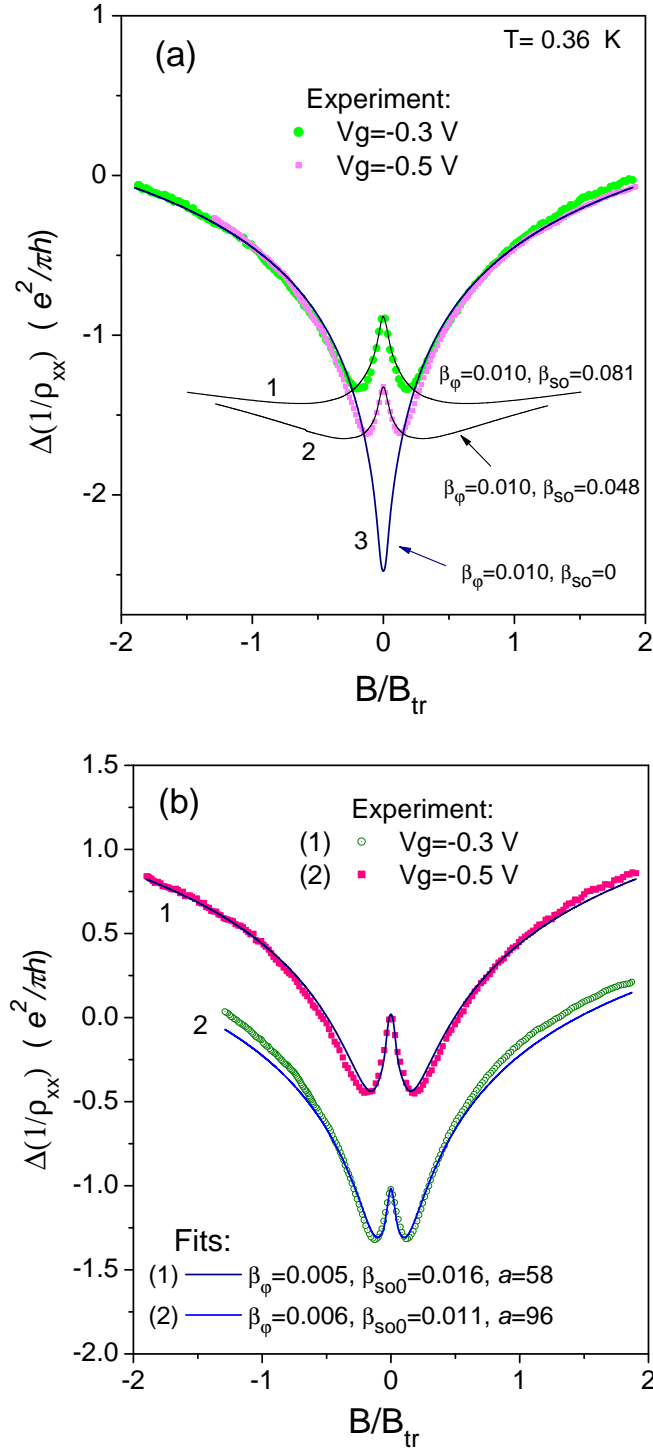 (a)
T= 0.36 K
Experiment:
Vg=-0.3 V
Vg=-0.5 V
1
0
-1
-2
Δ(1/ρxx) ( e²/πh)
1
2
3
βφ=0.010, βso=0.081
βφ=0.010, βso=0.048
βφ=0.010, βso=0
-2 -1 0 1 2
B/Btr
(b)
Experiment:
(1) Vg=-0.3 V
(2) Vg=-0.5 V
1.5
1.0
0.5
0.0
-0.5
-1.0
-1.5
-2.0
Δ(1/ρxx) ( e²/πh)
1
2
Fits:
(1) βφ=0.005, βso0=0.016, a=58
(2) βφ=0.006, βso0=0.011, a=96
-2 -1 0 1 2
B/Btr